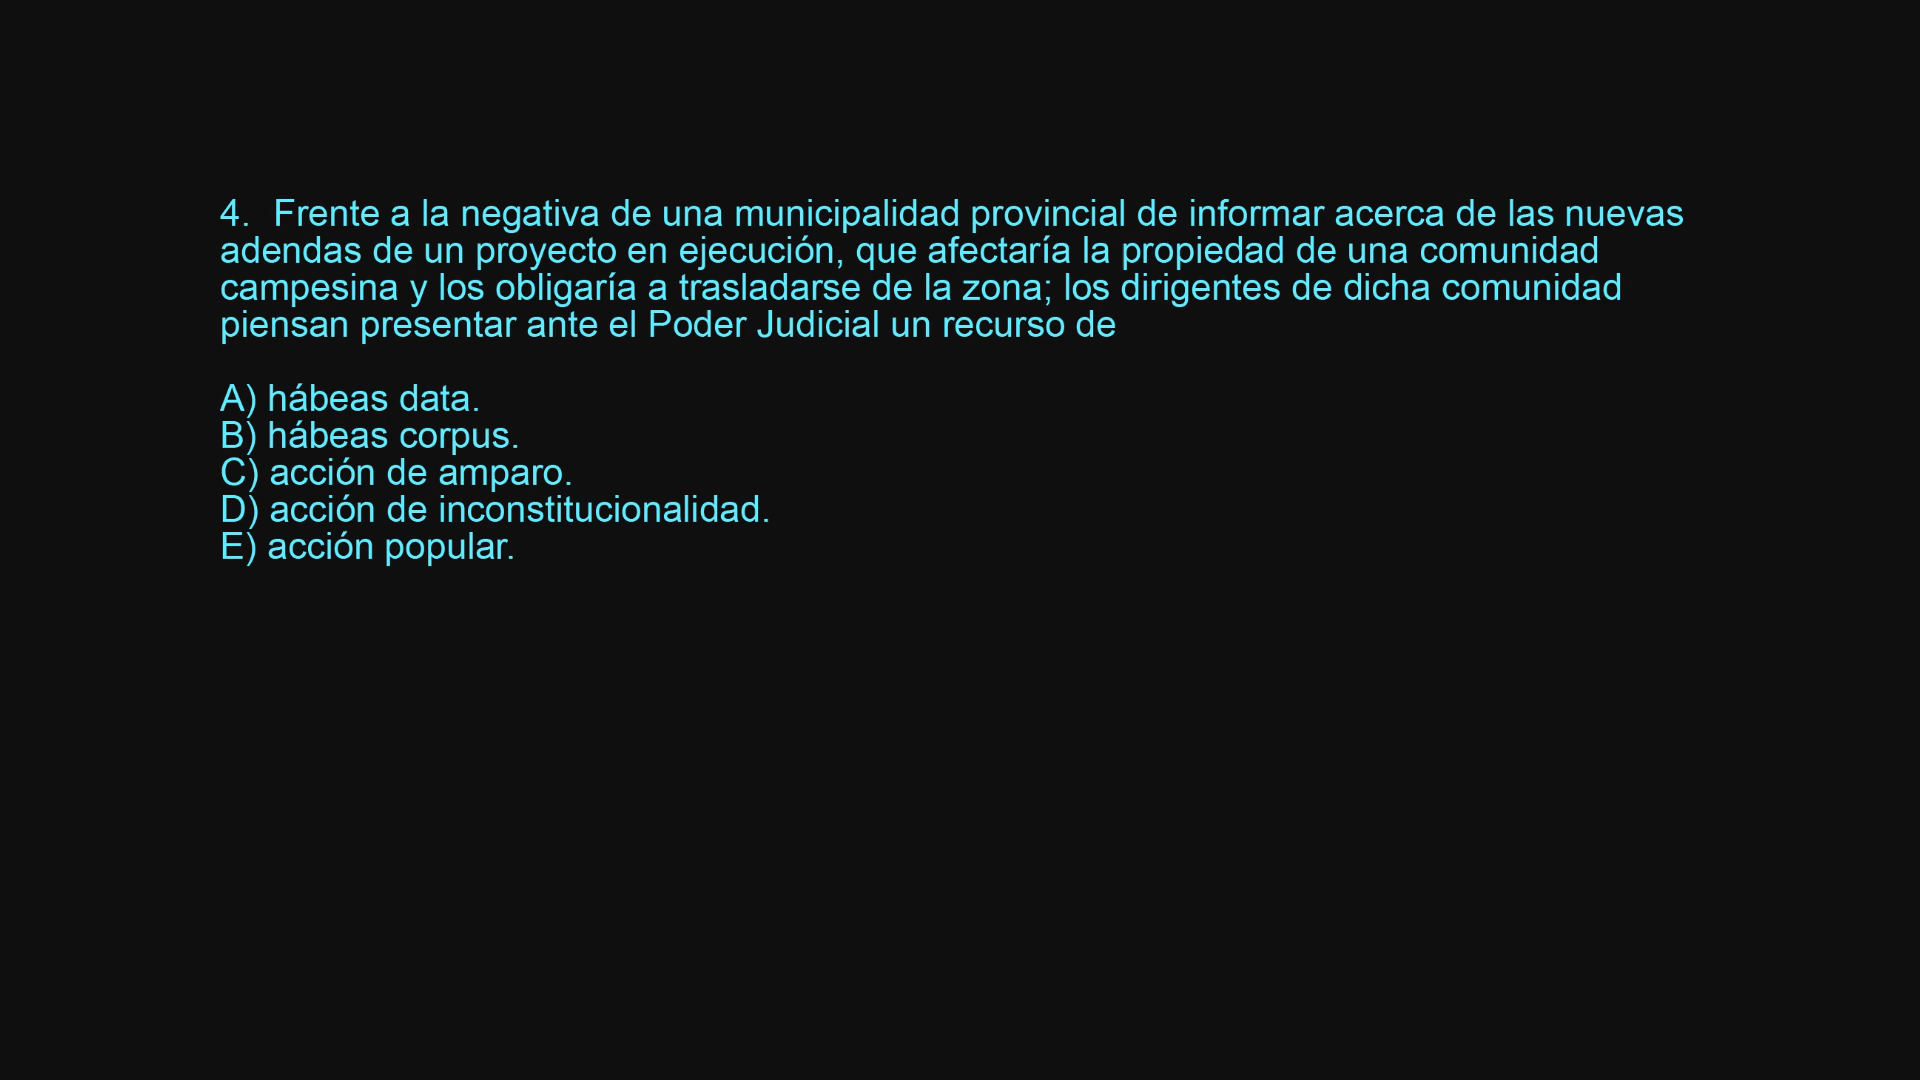 4.  Frente a la negativa de una municipalidad provincial de informar acerca de las nuevas
adendas de un proyecto en ejecución, que afectaría la propiedad de una comunidad
campesina y los obligaría a trasladarse de la zona; los dirigentes de dicha comunidad
piensan presentar ante el Poder Judicial un recurso de
A) hábeas data.
B) hábeas corpus.
C) acción de amparo.
D) acción de inconstitucionalidad.
E) acción popular.